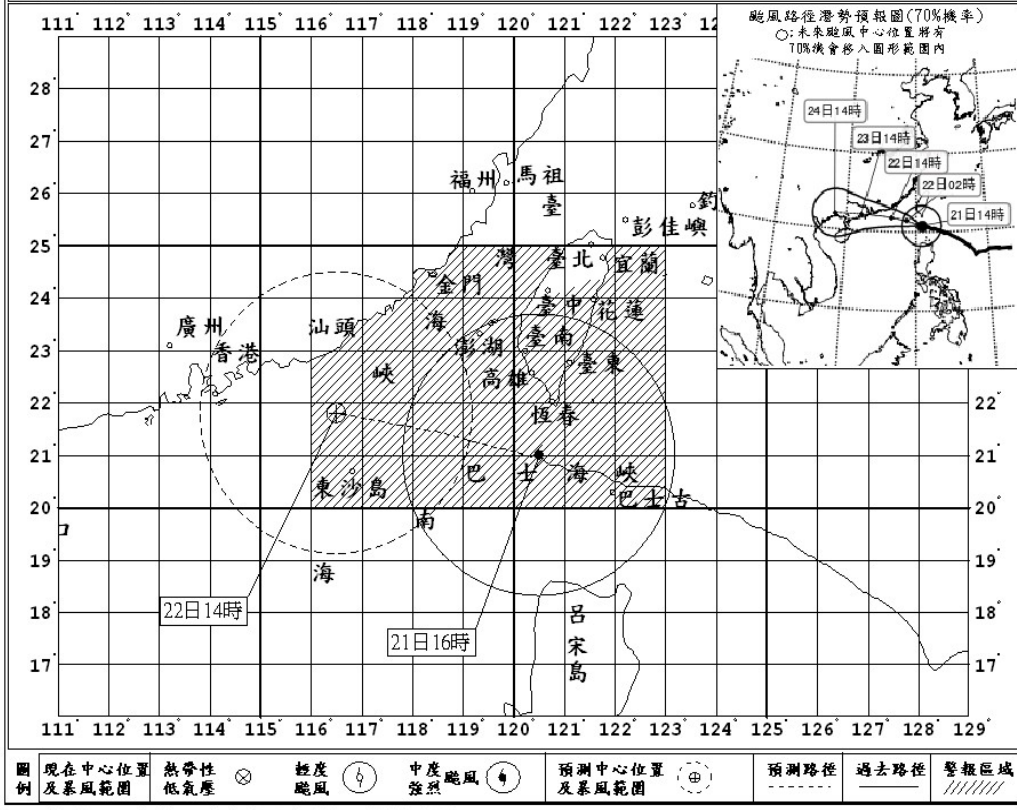 111° 112° 113° 114° 115° 116° 117° 118° 119° 120° 121° 122° 123° 12
颱風路徑潛勢預報圖(70%機率)
○:未來颱風中心位置將有
70%機會移入圓形範圍內
24日14時
23日14時
22日14時
22日02時
21日14時
28°
27°
26°
25°
24°
23°
22°
21°
20°
19°
18°
17°
22°
21°
20°
19°
18°
17°
福州
馬祖
臺
灣
海
峽
釣
彭佳嶼
臺北
宜蘭
金門
臺中
花蓮
廣州
香港
汕頭
澎湖
臺南
高雄
臺東
恆春
巴士海峽
巴士古
東沙島
南
海
口
22日14時
21日16時
呂
宋
島
111° 112° 113° 114° 115° 116° 117° 118° 119° 120° 121° 122° 123° 124° 125° 126° 127° 128° 129°
圖例
現在中心位置
及暴風範圍
熱帶性
低氣壓
輕度
颱風
中度
強烈
颱風
預測中心位置
及暴風範圍
預測路徑
過去路徑
警報區域